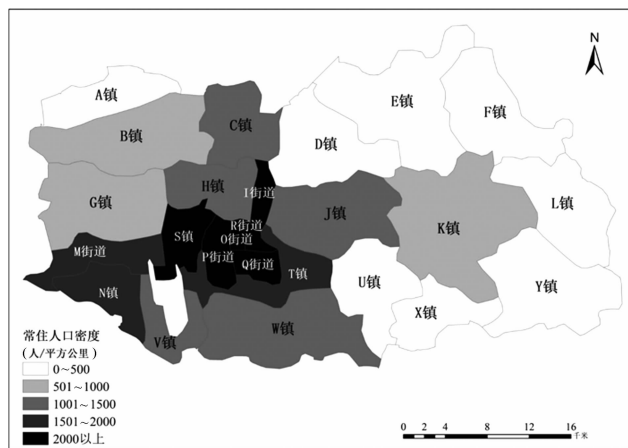 N
A镇
B镇
C镇
D镇
E镇
F镇
G镇
H镇
I街道
J镇
K镇
L镇
M街道
N镇
S镇
R街道
O街道
P街道
Q街道
T镇
U镇
V镇
W镇
X镇
Y镇
常住人口密度
(人/平方公里)
0~500
501~1000
1001~1500
1501~2000
2000以上
0 2 4 8 12 16
千米